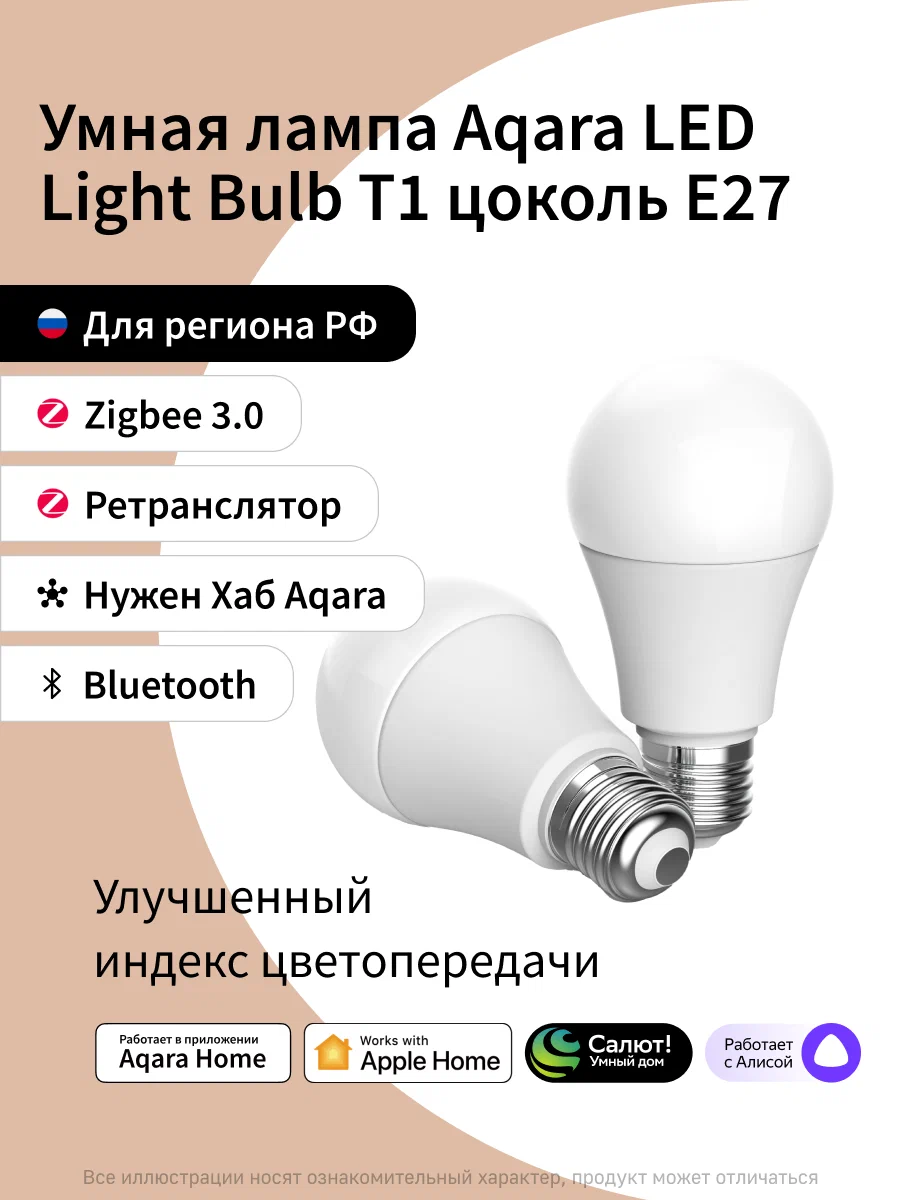 Умная лампа Aqara LED
Light Bulb T1 цоколь E27
Для региона РФ
Zigbee 3.0
Ретранслятор
Нужен Хаб Aqara
Bluetooth
Улучшенный
индекс цветопередачи
Работает в приложении
Aqara Home
Works with
Apple Home
Салют!
Умный дом
Работает
с Алисой
Все иллюстрации носят ознакомительный характер, продукт может отличаться